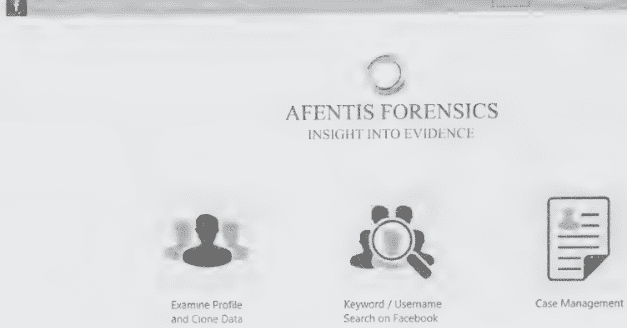 AFENTIS FORENSICS
INSIGHT INTO EVIDENCE
Examine Profile
and Clone Data
Keyword / Username
Search on Facebook
Case Management